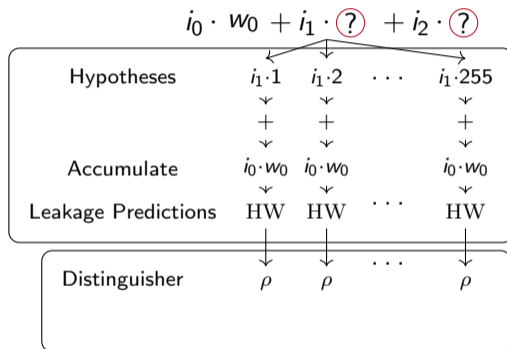 i₀ · w₀ + i₁ · ? + i₂ · ?
Hypotheses i₁·1 i₁·2 · · · i₁·255
+ + +
Accumulate i₀·w₀ i₀·w₀ i₀·w₀
Leakage Predictions HW HW · · · HW
· · ·
Distinguisher ρ ρ ρ